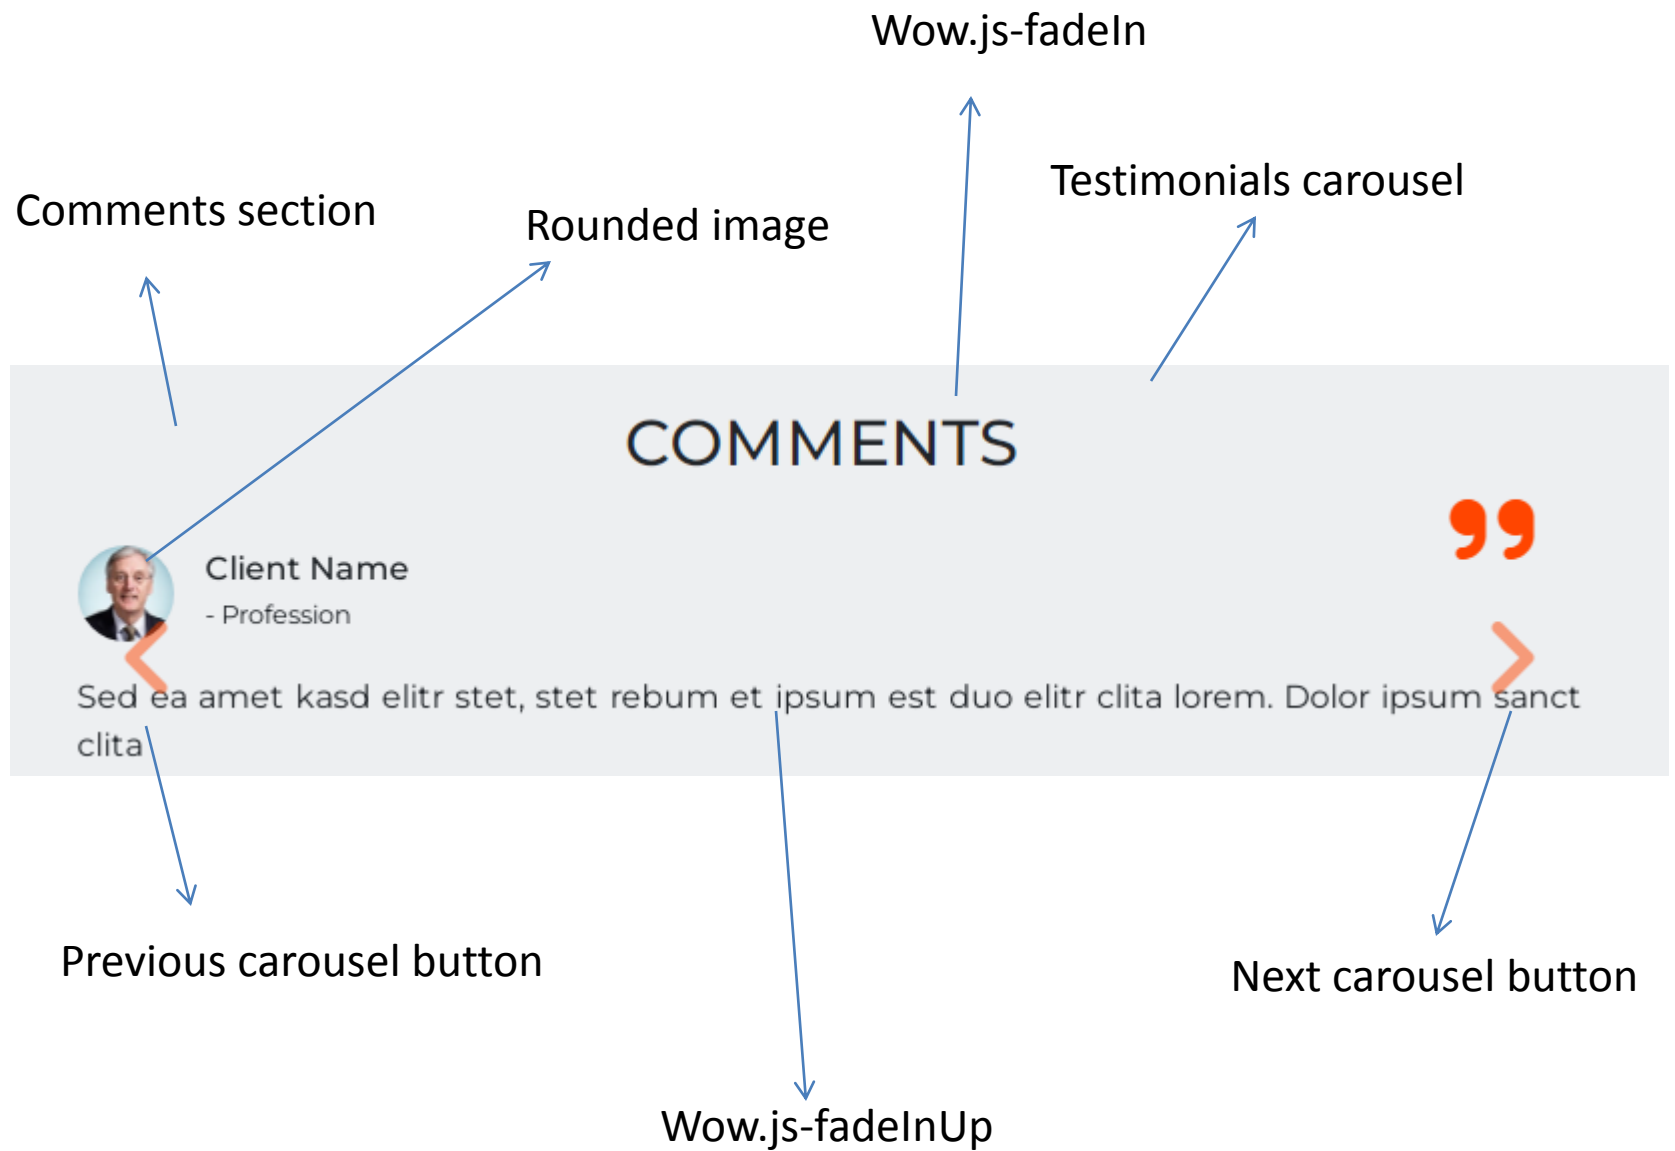 Wow.js-fadeIn
Testimonials carousel
Comments section
Rounded image
COMMENTS
”
Client Name
- Profession
Sed ea amet kasd elitr stet, stet rebum et ipsum est duo elitr clita lorem. Dolor ipsum sanct
clita
Previous carousel button
Next carousel button
Wow.js-fadeInUp